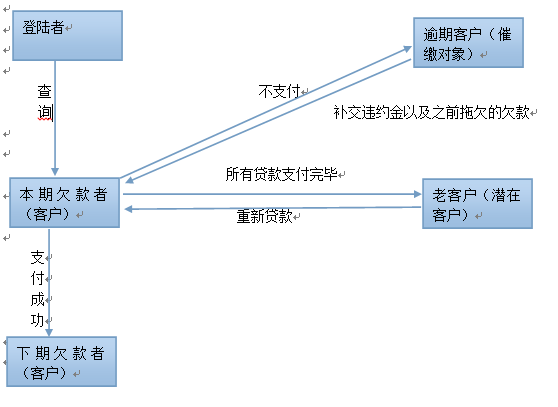 登陆者
逾期客户（催
缴对象）
查
询
不支付
补交违约金以及之前拖欠的欠款
所有贷款支付完毕
本期欠款者
（客户）
老客户（潜在
客户）
重新贷款
支
付
成
功
下期欠款者
（客户）